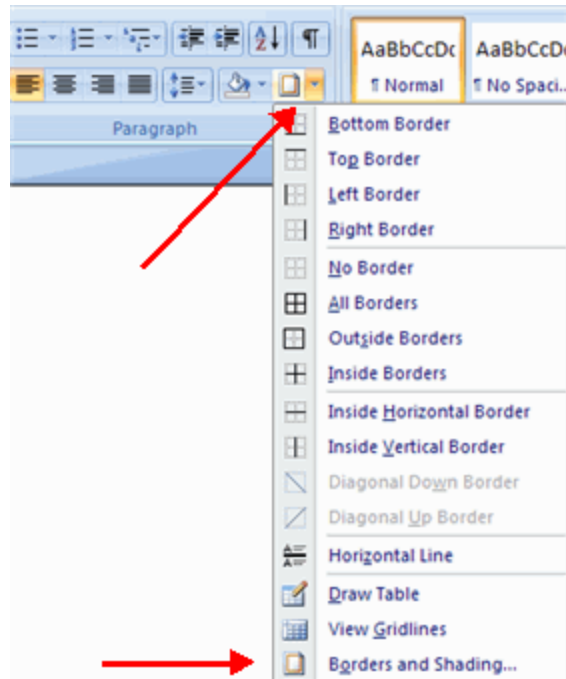 AaBbCcDc AaBbCcD
¶ Normal ¶ No Spaci...
Paragraph
Bottom Border
Top Border
Left Border
Right Border
No Border
All Borders
Outside Borders
Inside Borders
Inside Horizontal Border
Inside Vertical Border
Diagonal Down Border
Diagonal Up Border
Horizontal Line
Draw Table
View Gridlines
Borders and Shading...